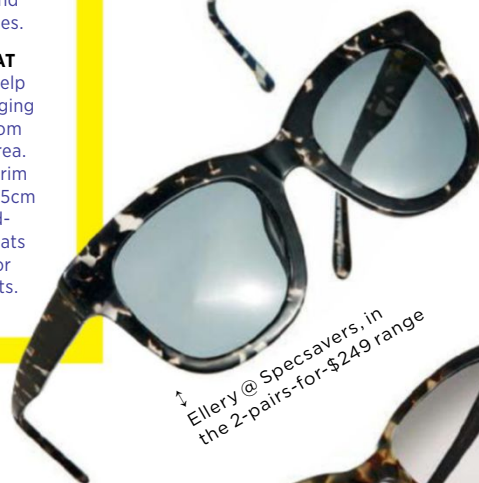 es.
AT
elp
ging
om
rea.
rim
5cm
d-
ats
or
ts.
↕
Ellery @ Specsavers, in
the 2-pairs-for-$249 range